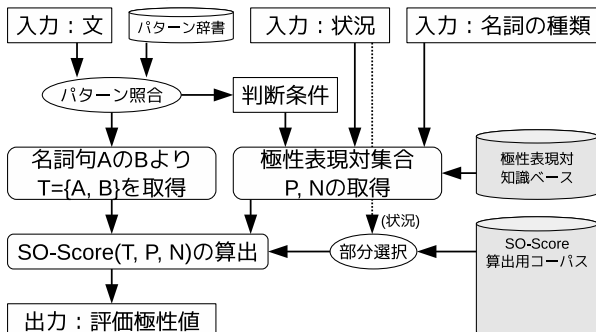 入力：文
パターン辞書
入力：状況
入力：名詞の種類
パターン照合
判断条件
名詞句AのBより
T={A, B}を取得
極性表現対集合
P, Nの取得
極性表現対
知識ベース
(状況)
SO-Score(T, P, N)の算出
部分選択
SO-Score
算出用コーパス
出力：評価極性値